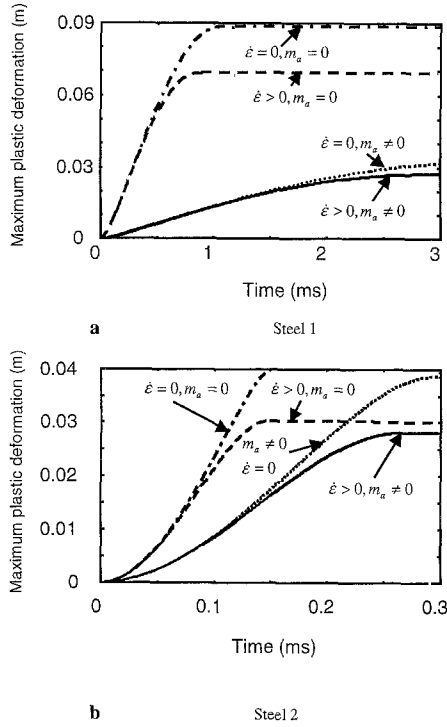 a
0.09
0.06
0.03
0
Maximum plastic deformation (m)
ε̇ = 0, mₐ = 0
ε̇ > 0, mₐ = 0
ε̇ = 0, mₐ ≠ 0
ε̇ > 0, mₐ ≠ 0
0 1 2 3
Time (ms)
a Steel 1
0.04
0.03
0.02
0.01
0
Maximum plastic deformation (m)
ε̇ = 0, mₐ = 0
ε̇ > 0, mₐ = 0
mₐ ≠ 0
ε̇ = 0
ε̇ > 0, mₐ ≠ 0
0 0.1 0.2 0.3
Time (ms)
b Steel 2